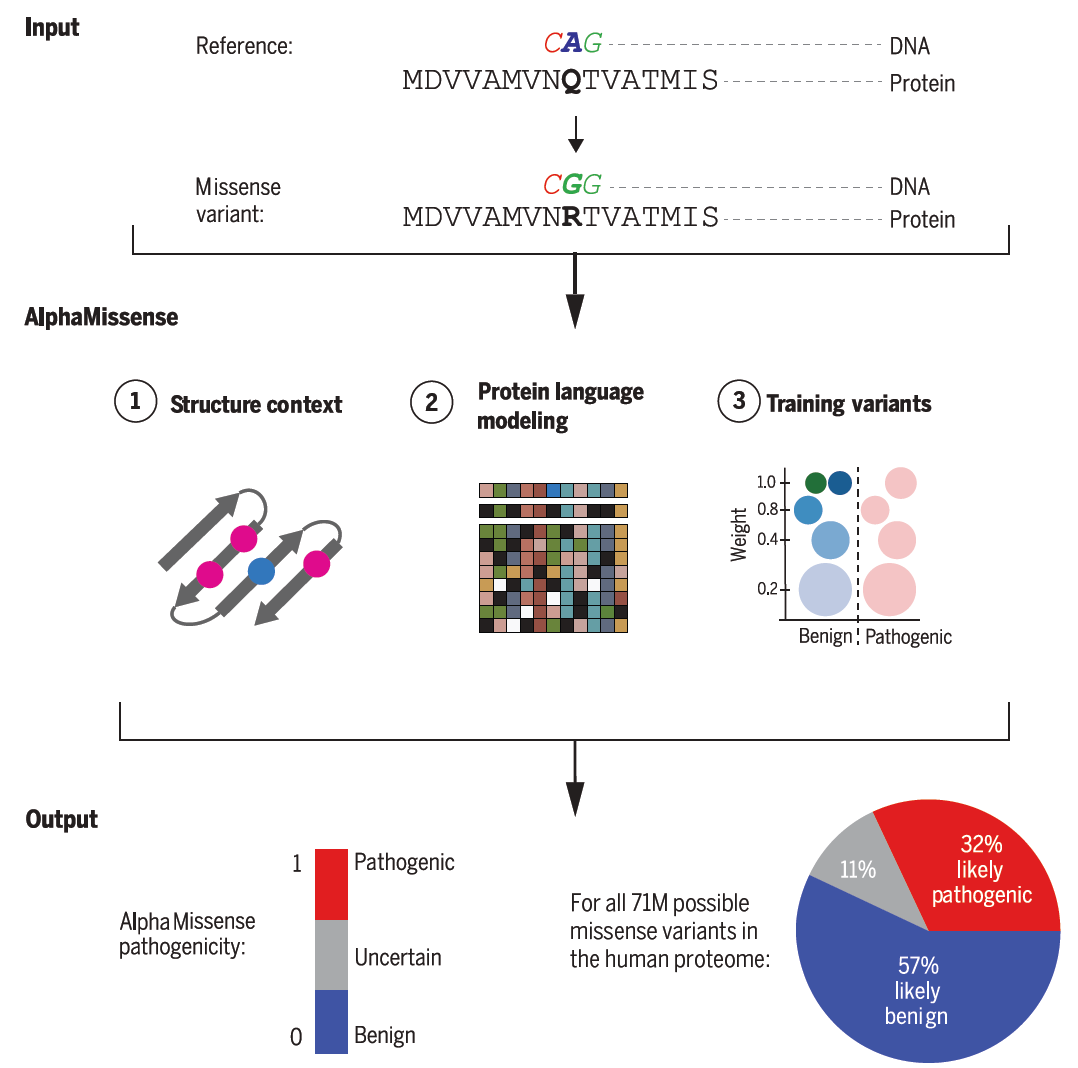 Input
Reference:
CAG
DNA
MDVVAMVNQTVATMIS
Protein
Missense
variant:
CGG
DNA
MDVVAMVNRTVATMIS
Protein
AlphaMissense
1 Structure context
2 Protein language
modeling
3 Training variants
Weight
1.0
0.8
0.4
0.2
Benign Pathogenic
Output
Alpha Missense
pathogenicity:
1 Pathogenic
Uncertain
0 Benign
For all 71M possible
missense variants in
the human proteome:
11%
32%
likely
pathogenic
57%
likely
benign